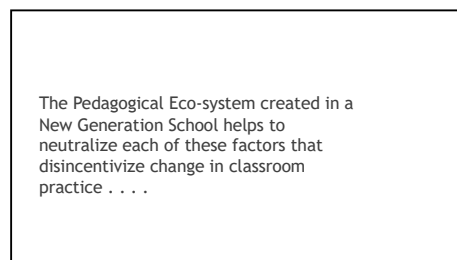 The Pedagogical Eco-system created in a
New Generation School helps to
neutralize each of these factors that
disincentivize change in classroom
practice . . . .